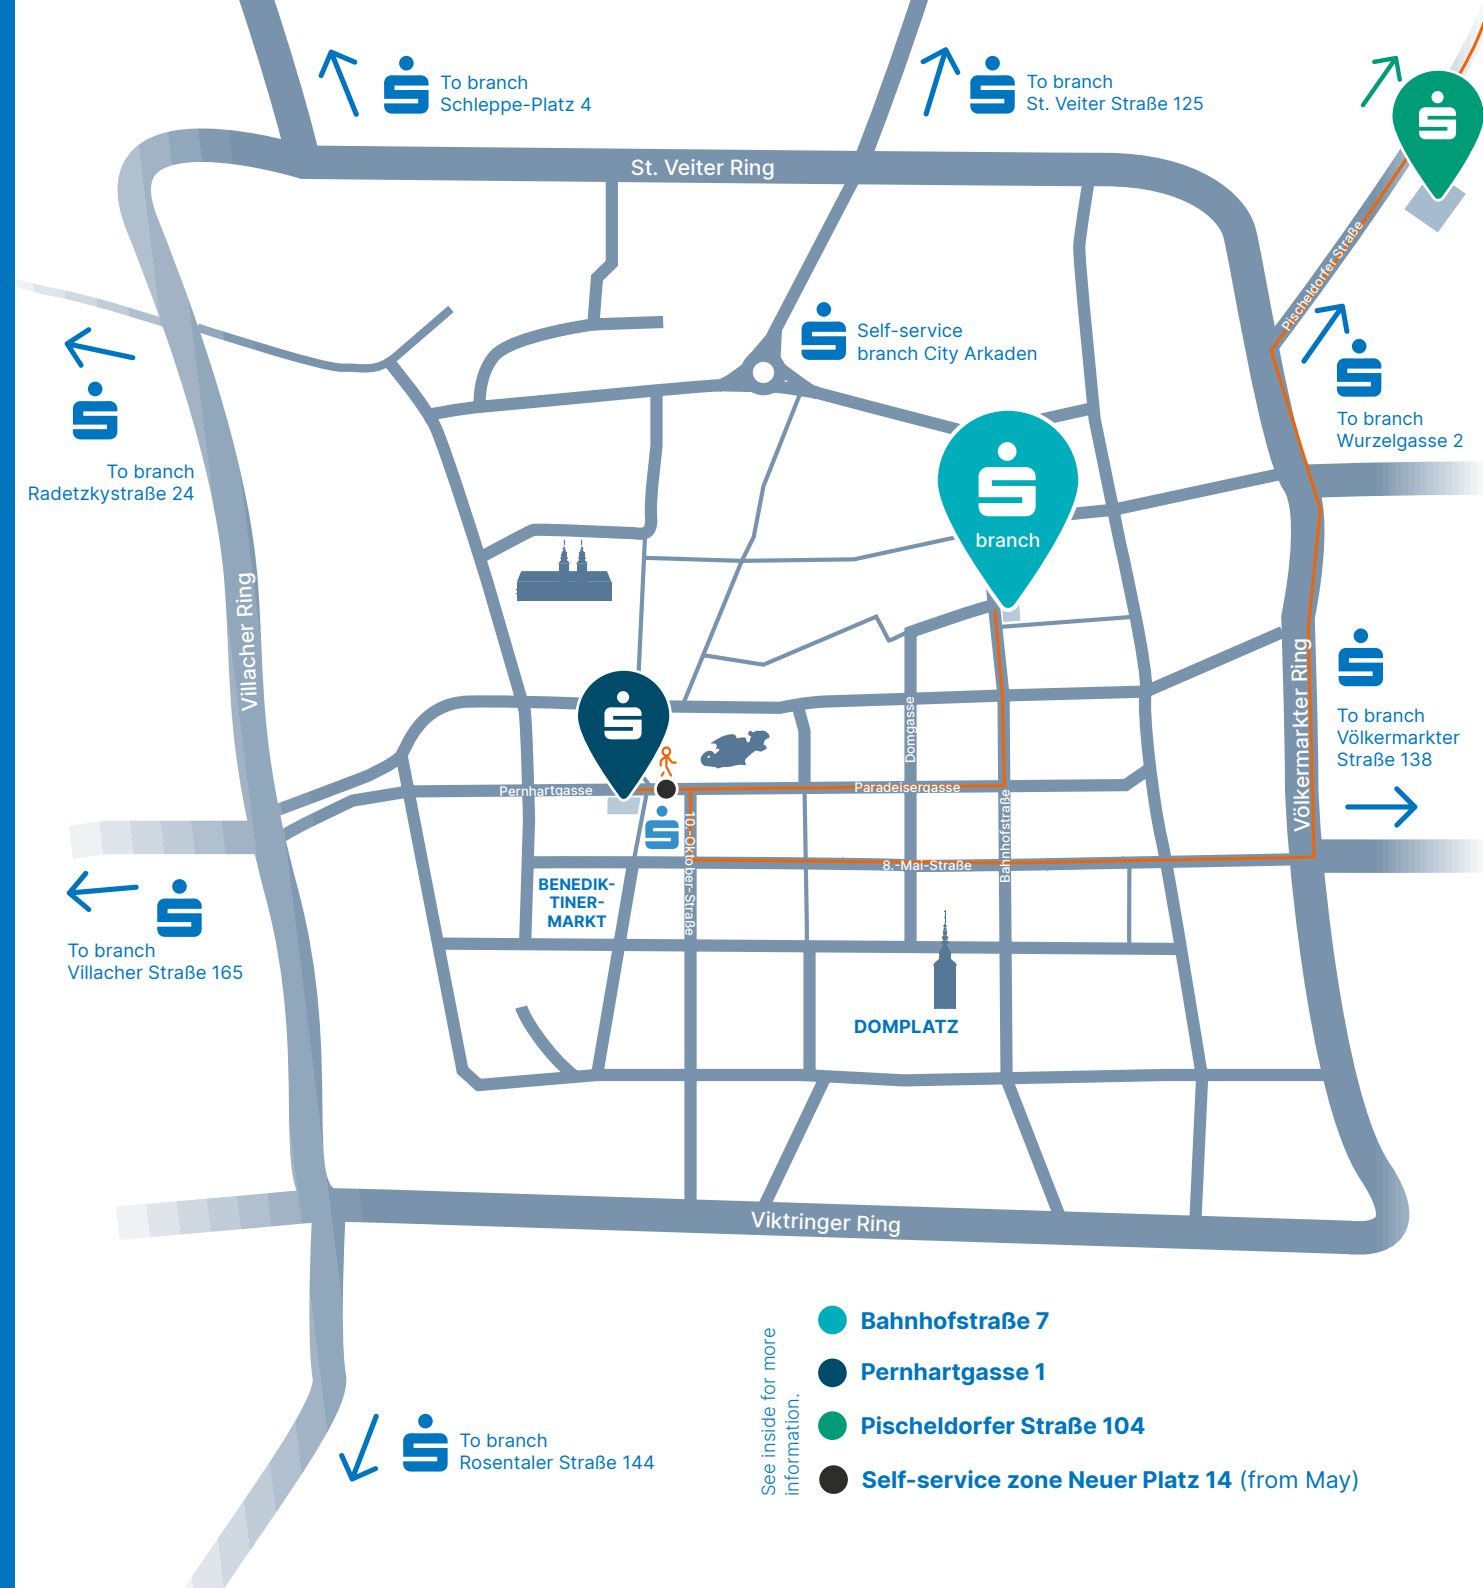 To branch
Schleppe-Platz 4
To branch
St. Veiter Straße 125
St. Veiter Ring
Pischeldorfer Straße
Self-service
branch City Arkaden
To branch
Wurzelgasse 2
To branch
Radetzkystraße 24
branch
Villacher Ring
Völkermarkter Ring
To branch
Völkermarkter
Straße 138
Domgasse
Pernhartgasse
Paradeisergasse
10.-Oktober-Straße
Bahnhofstraße
8.-Mai-Straße
BENEDIK-
TINER-
MARKT
To branch
Villacher Straße 165
DOMPLATZ
Viktringer Ring
See inside for more
information.
Bahnhofstraße 7
Pernhartgasse 1
Pischeldorfer Straße 104
Self-service zone Neuer Platz 14 (from May)
To branch
Rosentaler Straße 144